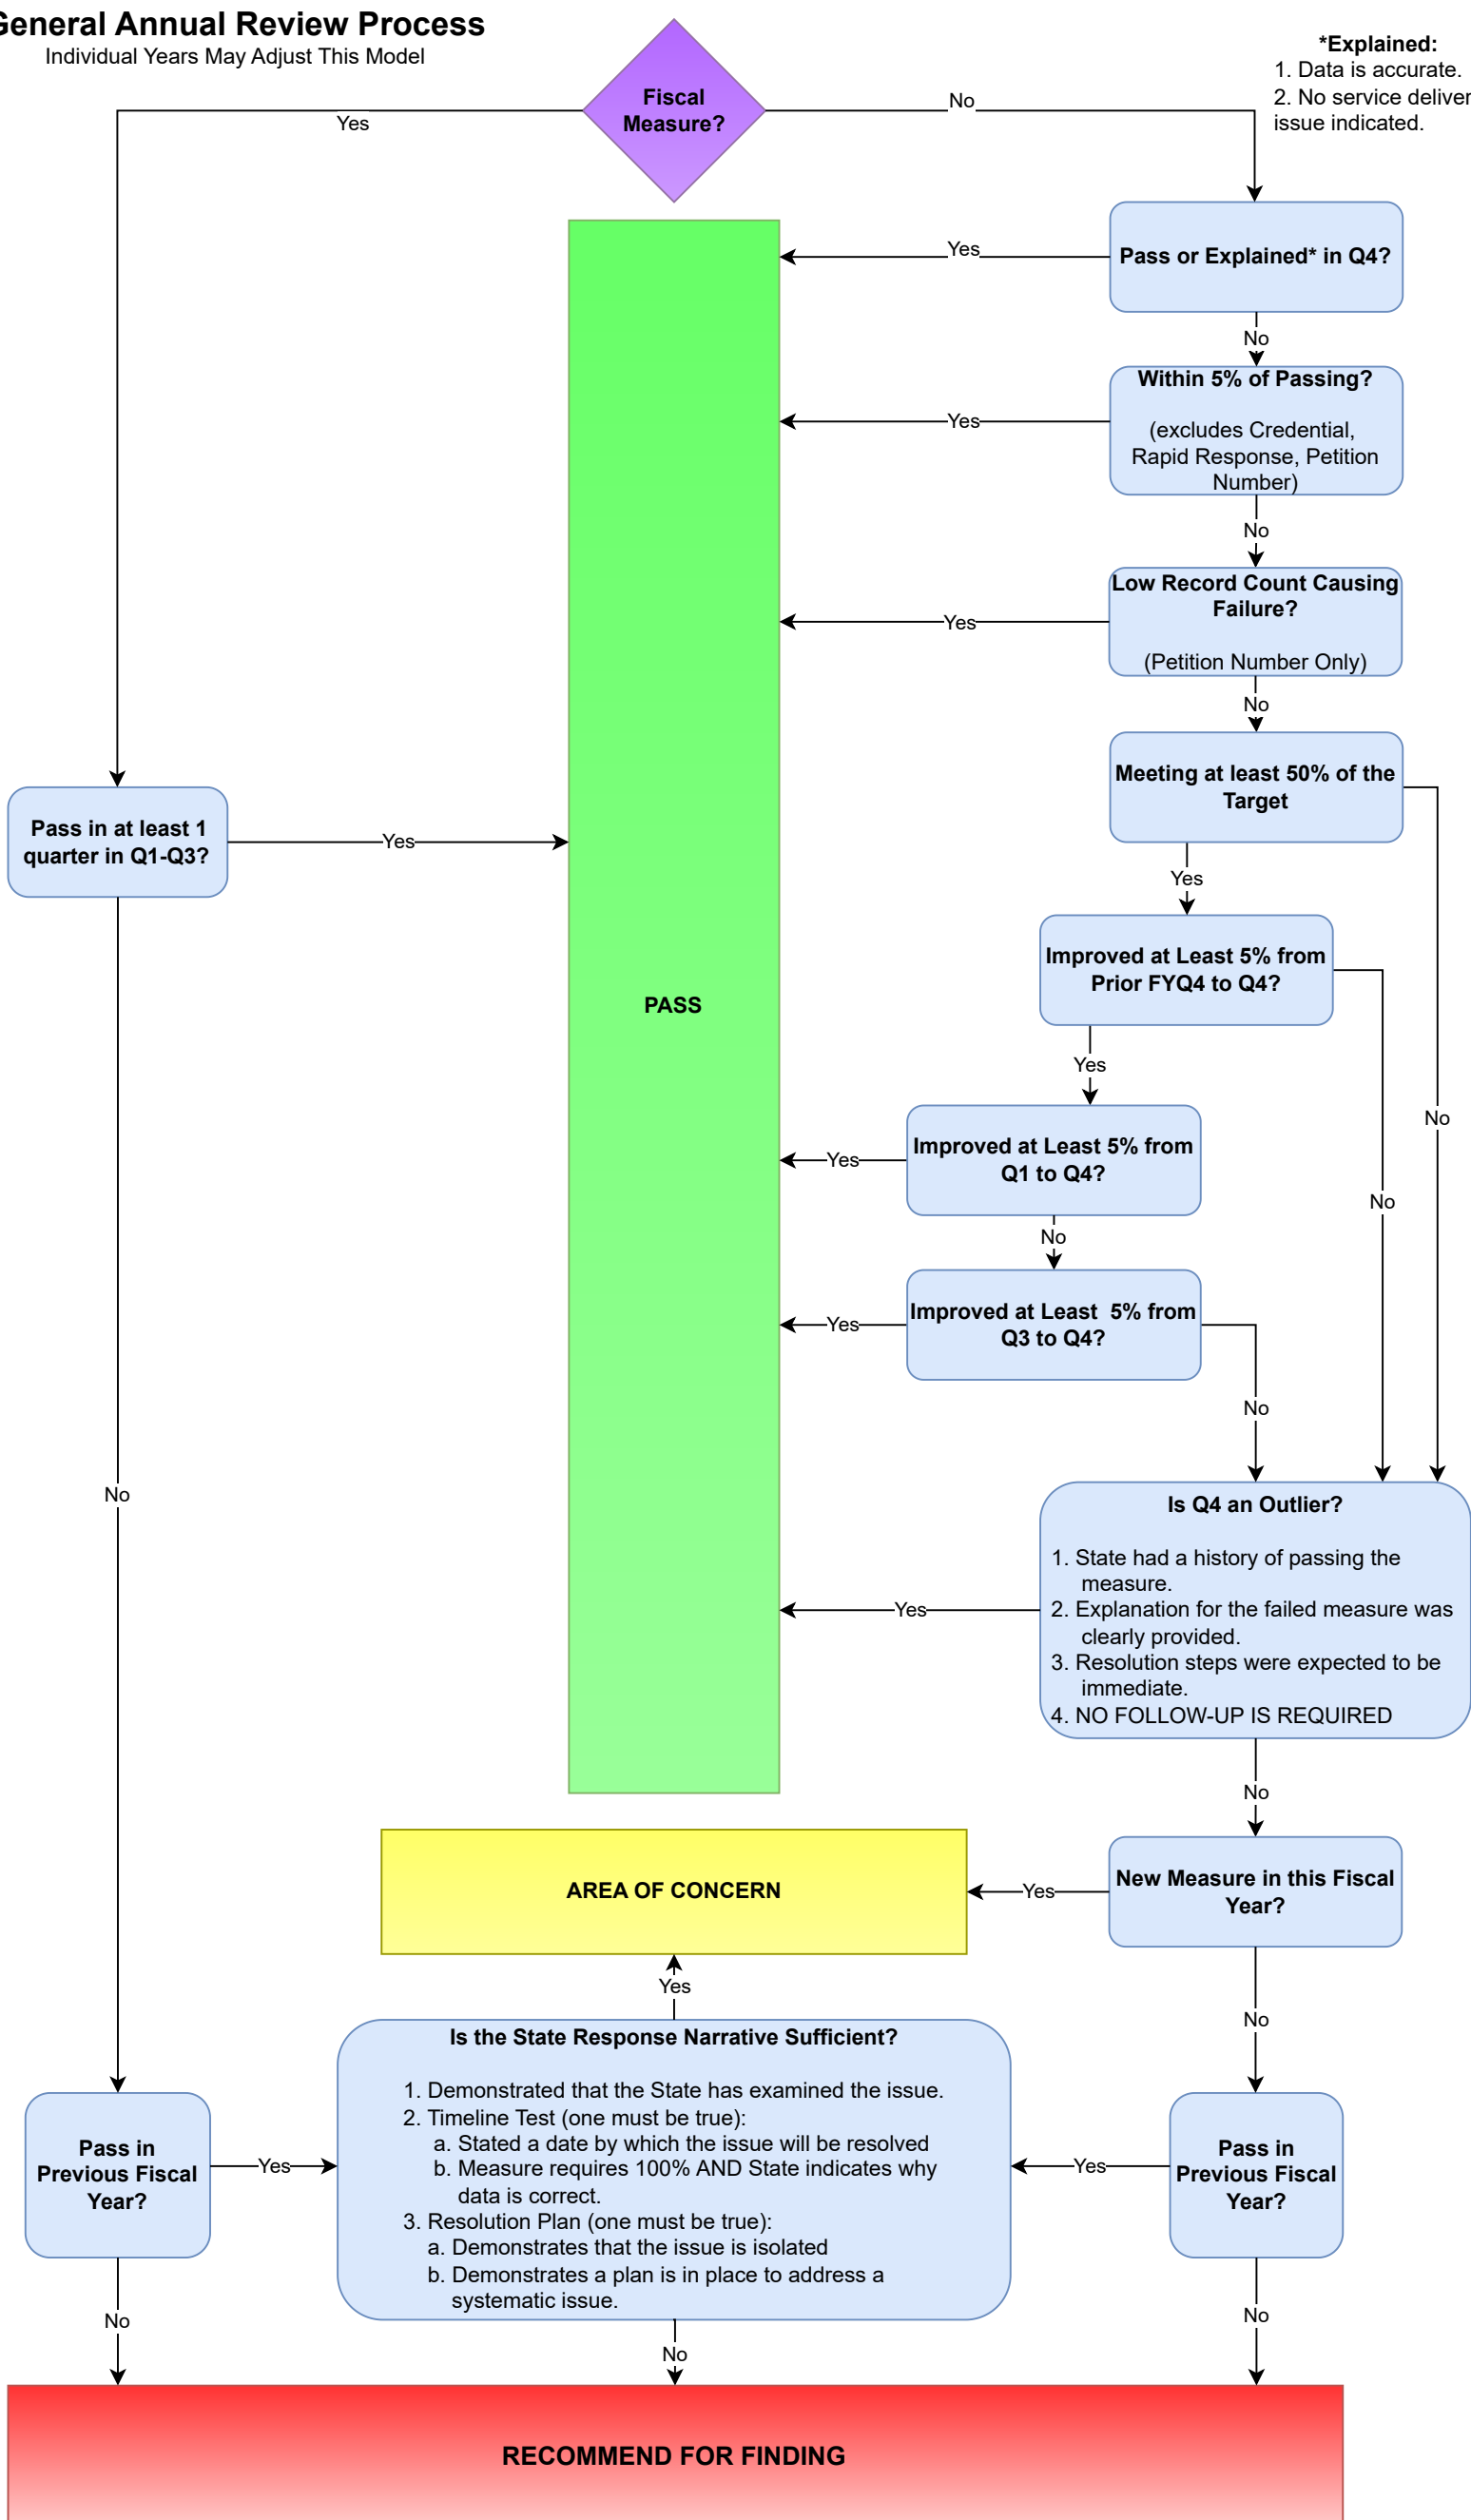 General Annual Review Process
Individual Years May Adjust This Model
*Explained:
1. Data is accurate.
2. No service deliver
issue indicated.
Fiscal
Measure?
Yes
No
Pass or Explained* in Q4?
Yes
No
Within 5% of Passing?
(excludes Credential,
Rapid Response, Petition
Number)
Yes
No
Low Record Count Causing
Failure?
(Petition Number Only)
Yes
No
Meeting at least 50% of the
Target
Pass in at least 1
quarter in Q1-Q3?
Yes
Yes
Improved at Least 5% from
Prior FYQ4 to Q4?
PASS
Yes
No
Improved at Least 5% from
Q1 to Q4?
Yes
No
No
Improved at Least  5% from
Q3 to Q4?
Yes
No
No
Is Q4 an Outlier?
1. State had a history of passing the
measure.
2. Explanation for the failed measure was
clearly provided.
3. Resolution steps were expected to be
immediate.
4. NO FOLLOW-UP IS REQUIRED
Yes
No
AREA OF CONCERN
Yes
New Measure in this Fiscal
Year?
Yes
No
Is the State Response Narrative Sufficient?
1. Demonstrated that the State has examined the issue.
2. Timeline Test (one must be true):
a. Stated a date by which the issue will be resolved
b. Measure requires 100% AND State indicates why
data is correct.
3. Resolution Plan (one must be true):
a. Demonstrates that the issue is isolated
b. Demonstrates a plan is in place to address a
systematic issue.
Pass in
Previous Fiscal
Year?
Yes
Yes
Pass in
Previous Fiscal
Year?
No
No
No
RECOMMEND FOR FINDING